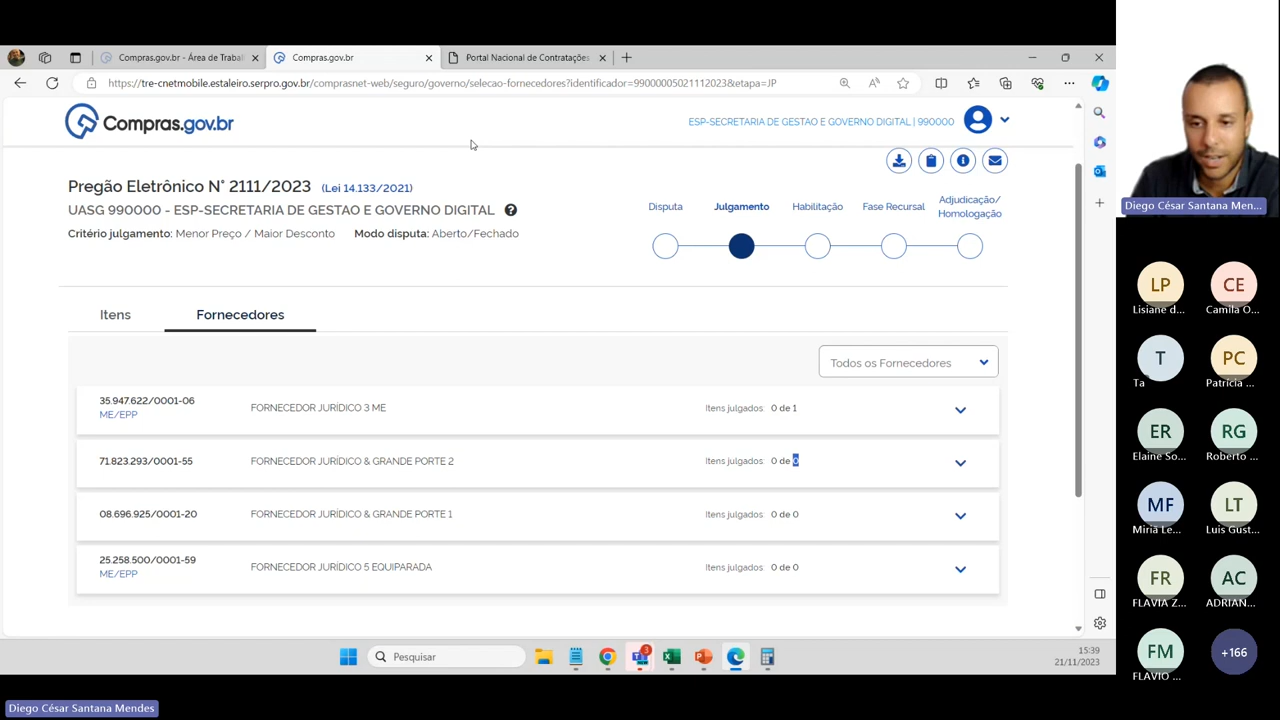 Compras.gov.br - Área de Trabal
Compras.gov.br
Portal Nacional de Contratações
https://tre-cnetmobile.estaleiro.serpro.gov.br/comprasnet-web/seguro/governo/selecao-fornecedores?identificador=99000005021112023&etapa=JP
Compras.gov.br
ESP-SECRETARIA DE GESTAO E GOVERNO DIGITAL | 990000
Pregão Eletrônico N° 2111/2023 (Lei 14.133/2021)
UASG 990000 - ESP-SECRETARIA DE GESTAO E GOVERNO DIGITAL
Critério julgamento: Menor Preço / Maior Desconto Modo disputa: Aberto/Fechado
Disputa
Julgamento
Habilitação
Fase Recursal
Adjudicação/
Homologação
Itens
Fornecedores
Todos os Fornecedores
35.947.622/0001-06
ME/EPP
FORNECEDOR JURÍDICO 3 ME
Itens julgados: 0 de 1
71.823.293/0001-55
FORNECEDOR JURÍDICO & GRANDE PORTE 2
Itens julgados: 0 de 0
08.696.925/0001-20
FORNECEDOR JURÍDICO & GRANDE PORTE 1
Itens julgados: 0 de 0
25.258.500/0001-59
ME/EPP
FORNECEDOR JURÍDICO 5 EQUIPARADA
Itens julgados: 0 de 0
Pesquisar
3
15:39
21/11/2023
Diego César Santana Mendes
Diego César Santana Men...
LP
Lisiane d...
CE
Camila O...
T
Ta
PC
Patrícia ...
ER
Elaine So...
RG
Roberto ...
MF
Miriã Le...
LT
Luis Gust...
FR
FLAVIA Z...
AC
ADRIAN...
FM
FLAVIO ...
+166